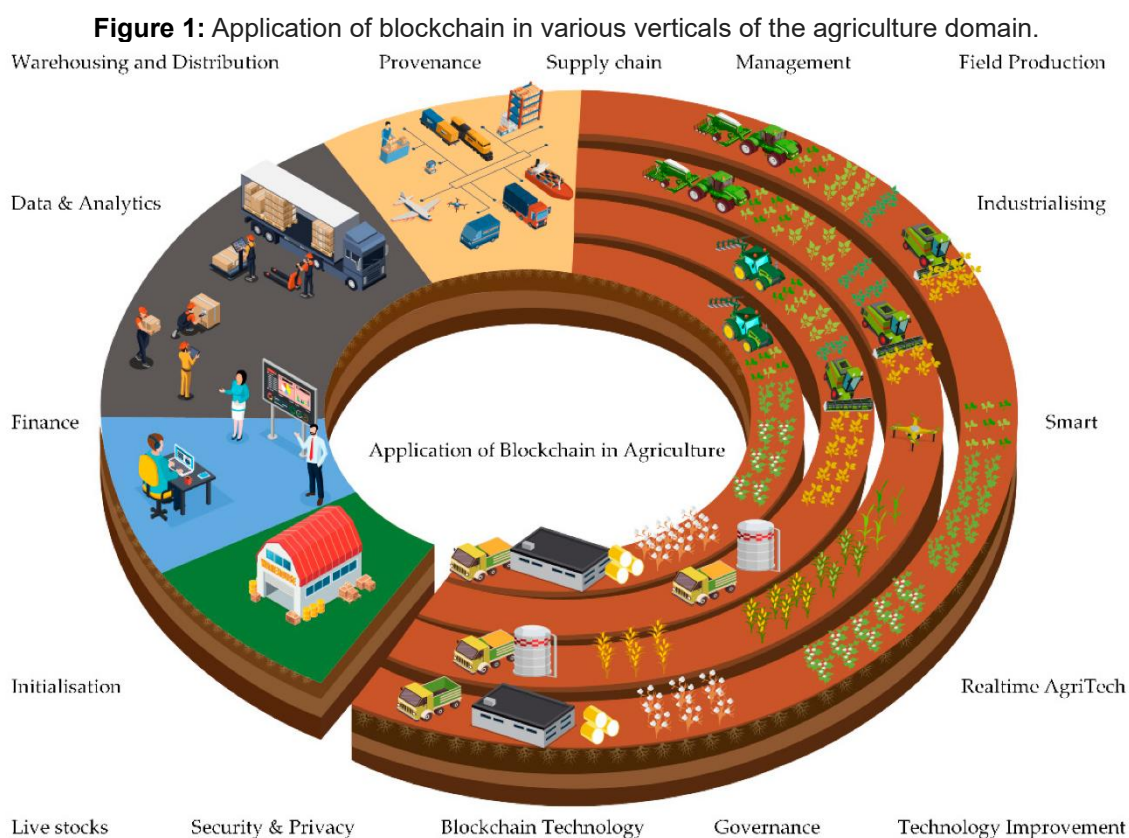 Figure 1: Application of blockchain in various verticals of the agriculture domain.
Warehousing and Distribution
Provenance
Supply chain
Management
Field Production
Data & Analytics
Industrialising
Finance
Application of Blockchain in Agriculture
Smart
Initialisation
Realtime AgriTech
Live stocks
Security & Privacy
Blockchain Technology
Governance
Technology Improvement